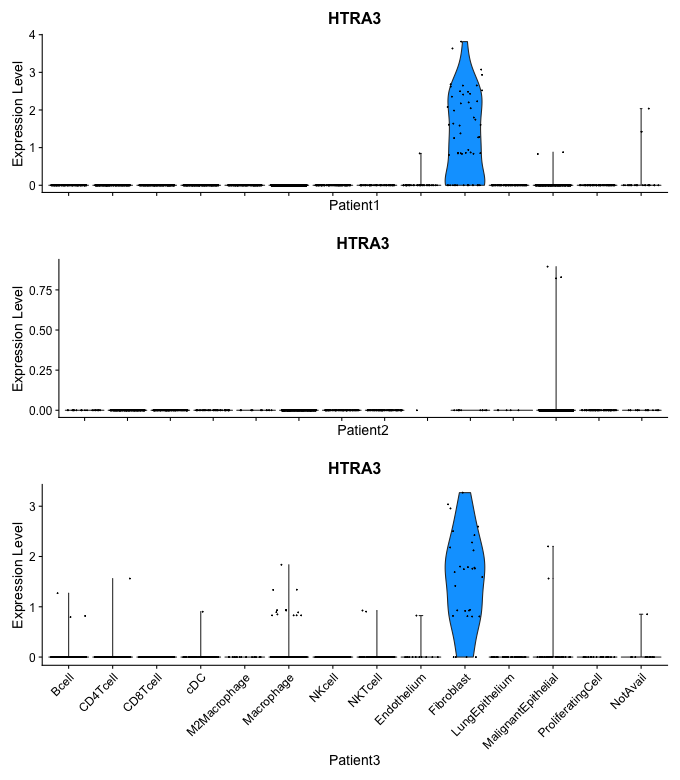 HTRA3
Expression Level
4
3
2
1
0
Patient1
HTRA3
Expression Level
0.75
0.50
0.25
0.00
Patient2
HTRA3
Expression Level
3
2
1
0
Bcell
CD4Tcell
CD8Tcell
cDC
M2Macrophage
Macrophage
NKcell
NKTcell
Endothelium
Fibroblast
LungEpithelium
MalignantEpithelial
ProliferatingCell
NotAvail
Patient3